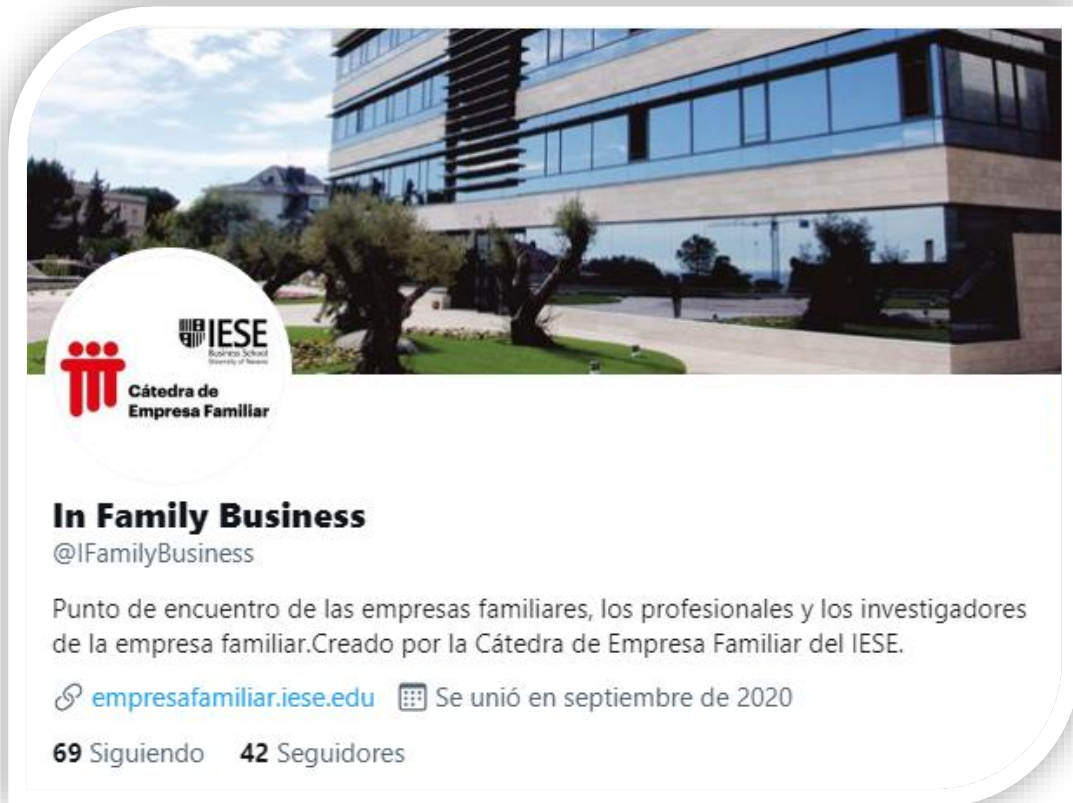 IESE
Business School
University of Navarra
Cátedra de
Empresa Familiar
In Family Business
@IFamilyBusiness
Punto de encuentro de las empresas familiares, los profesionales y los investigadores
de la empresa familiar.Creado por la Cátedra de Empresa Familiar del IESE.
empresafamiliar.iese.edu Se unió en septiembre de 2020
69 Siguiendo 42 Seguidores